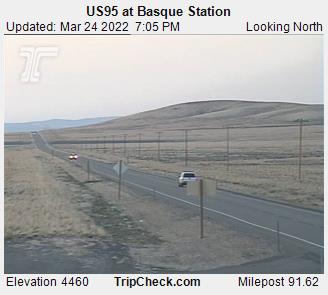 US95 at Basque Station
Updated: Mar 24 2022 7:05 PM Looking North
Elevation 4460 TripCheck.com Milepost 91.62